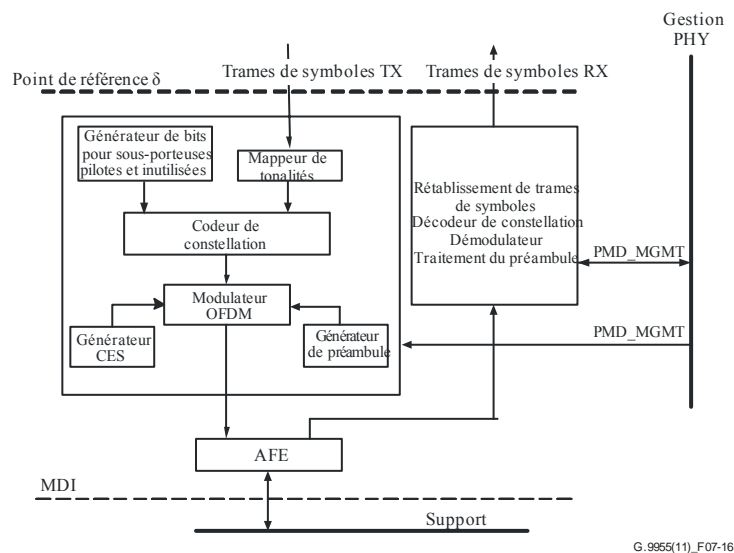 Gestion
PHY
Point de référence δ
Trames de symboles TX
Trames de symboles RX
Générateur de bits
pour sous-porteuses
pilotes et inutilisées
Mappeur de
tonalités
Codeur de
constellation
Modulateur
OFDM
Générateur
CES
Générateur
de préambule
Rétablissement de trames
de symboles
Décodeur de constellation
Démodulateur
Traitement du préambule
PMD_MGMT
PMD_MGMT
AFE
MDI
Support
G.9955(11)_F07-16